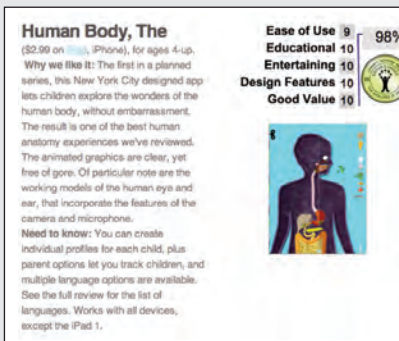 Human Body, The
($2.99 on iPad, iPhone), for ages 4-up.
Why we like it: The first in a planned
series, this New York City designed app
lets children explore the wonders of the
human body, without embarrassment.
The result is one of the best human
anatomy experiences we've reviewed.
The animated graphics are clear, yet
free of gore. Of particular note are the
working models of the human eye and
ear, that incorporate the features of the
camera and microphone.
Need to know: You can create
individual profiles for each child, plus
parent options let you track children, and
multiple language options are available.
See the full review for the list of
languages. Works with all devices,
except the iPad 1.
Ease of Use 9
Educational 10
Entertaining 10
Design Features 10
Good Value 10
98%